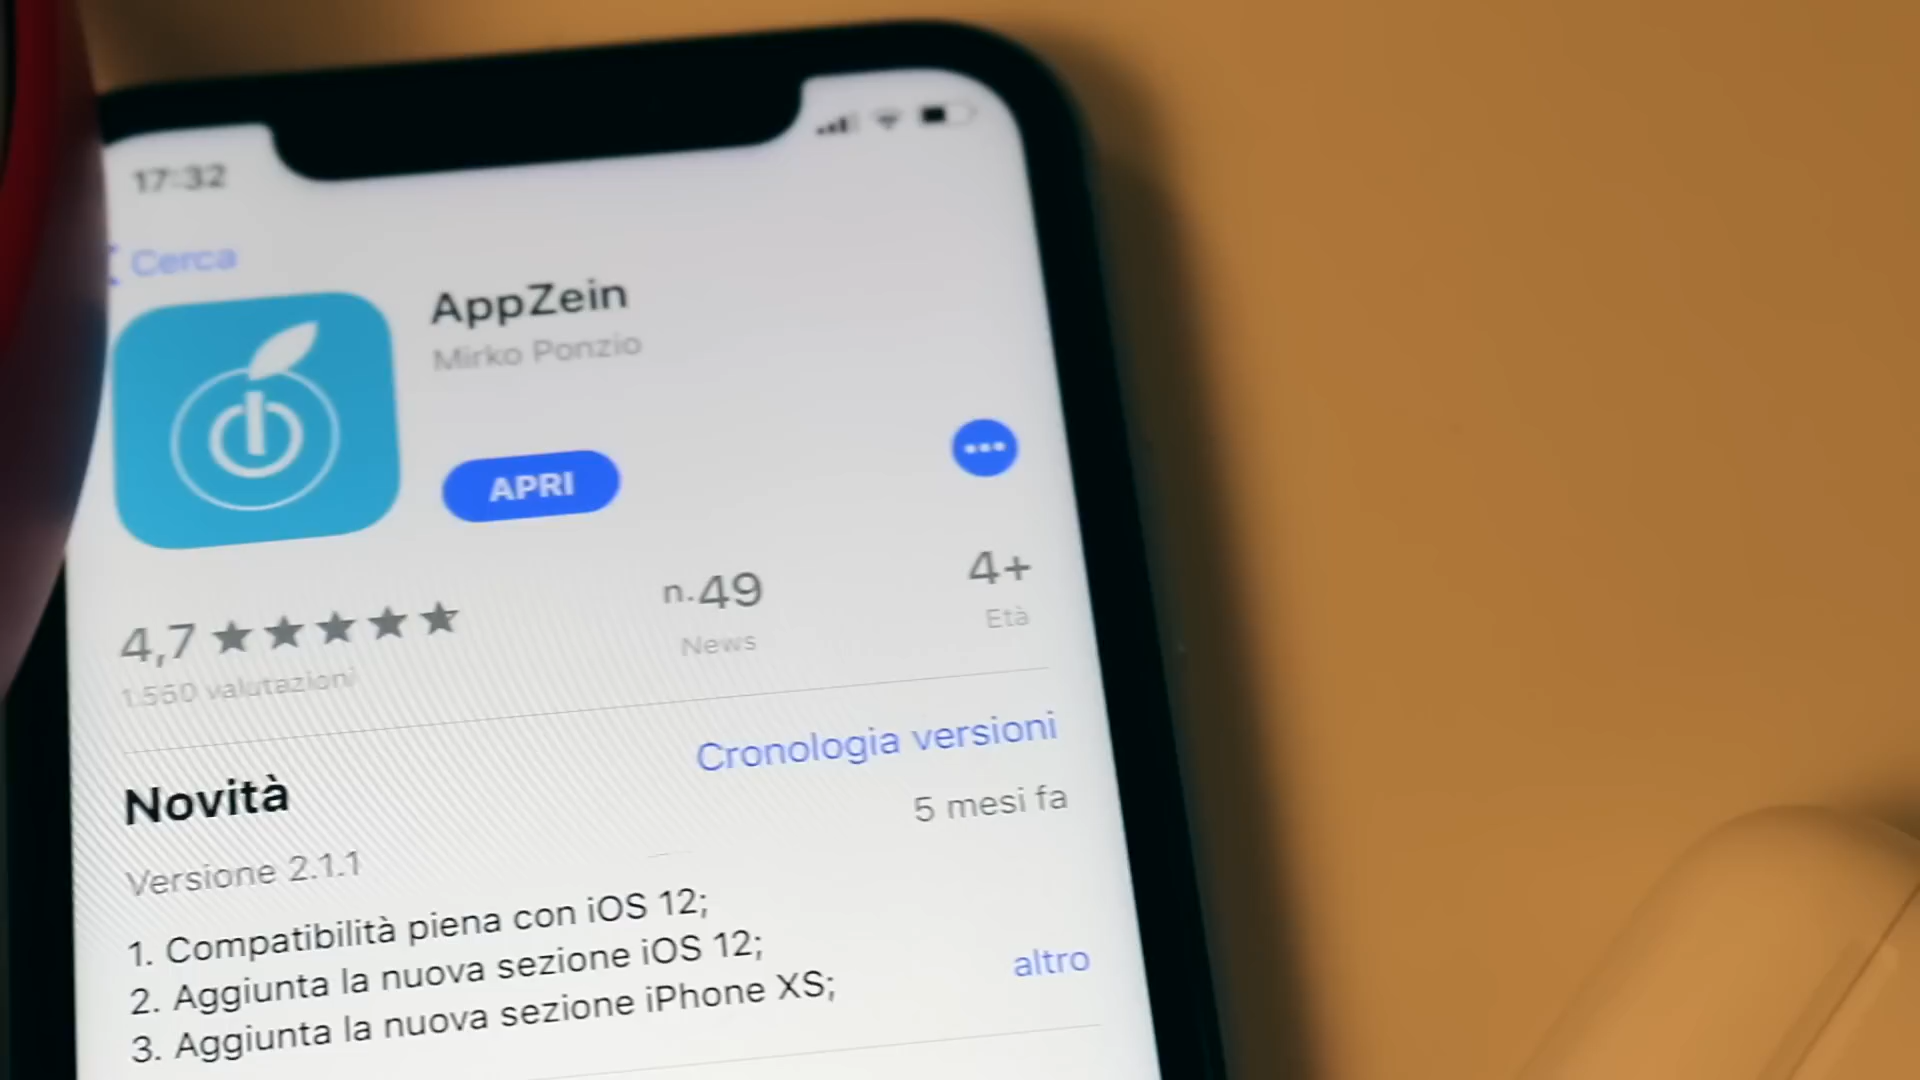 17:32
Cerca
AppZein
Mirko Ponzio
APRI
4,7
n.49
4+
1.560 valutazioni
News
Età
Novità
Cronologia versioni
Versione 2.1.1
5 mesi fa
1. Compatibilità piena con iOS 12;
2. Aggiunta la nuova sezione iOS 12;
3. Aggiunta la nuova sezione iPhone XS;
altro